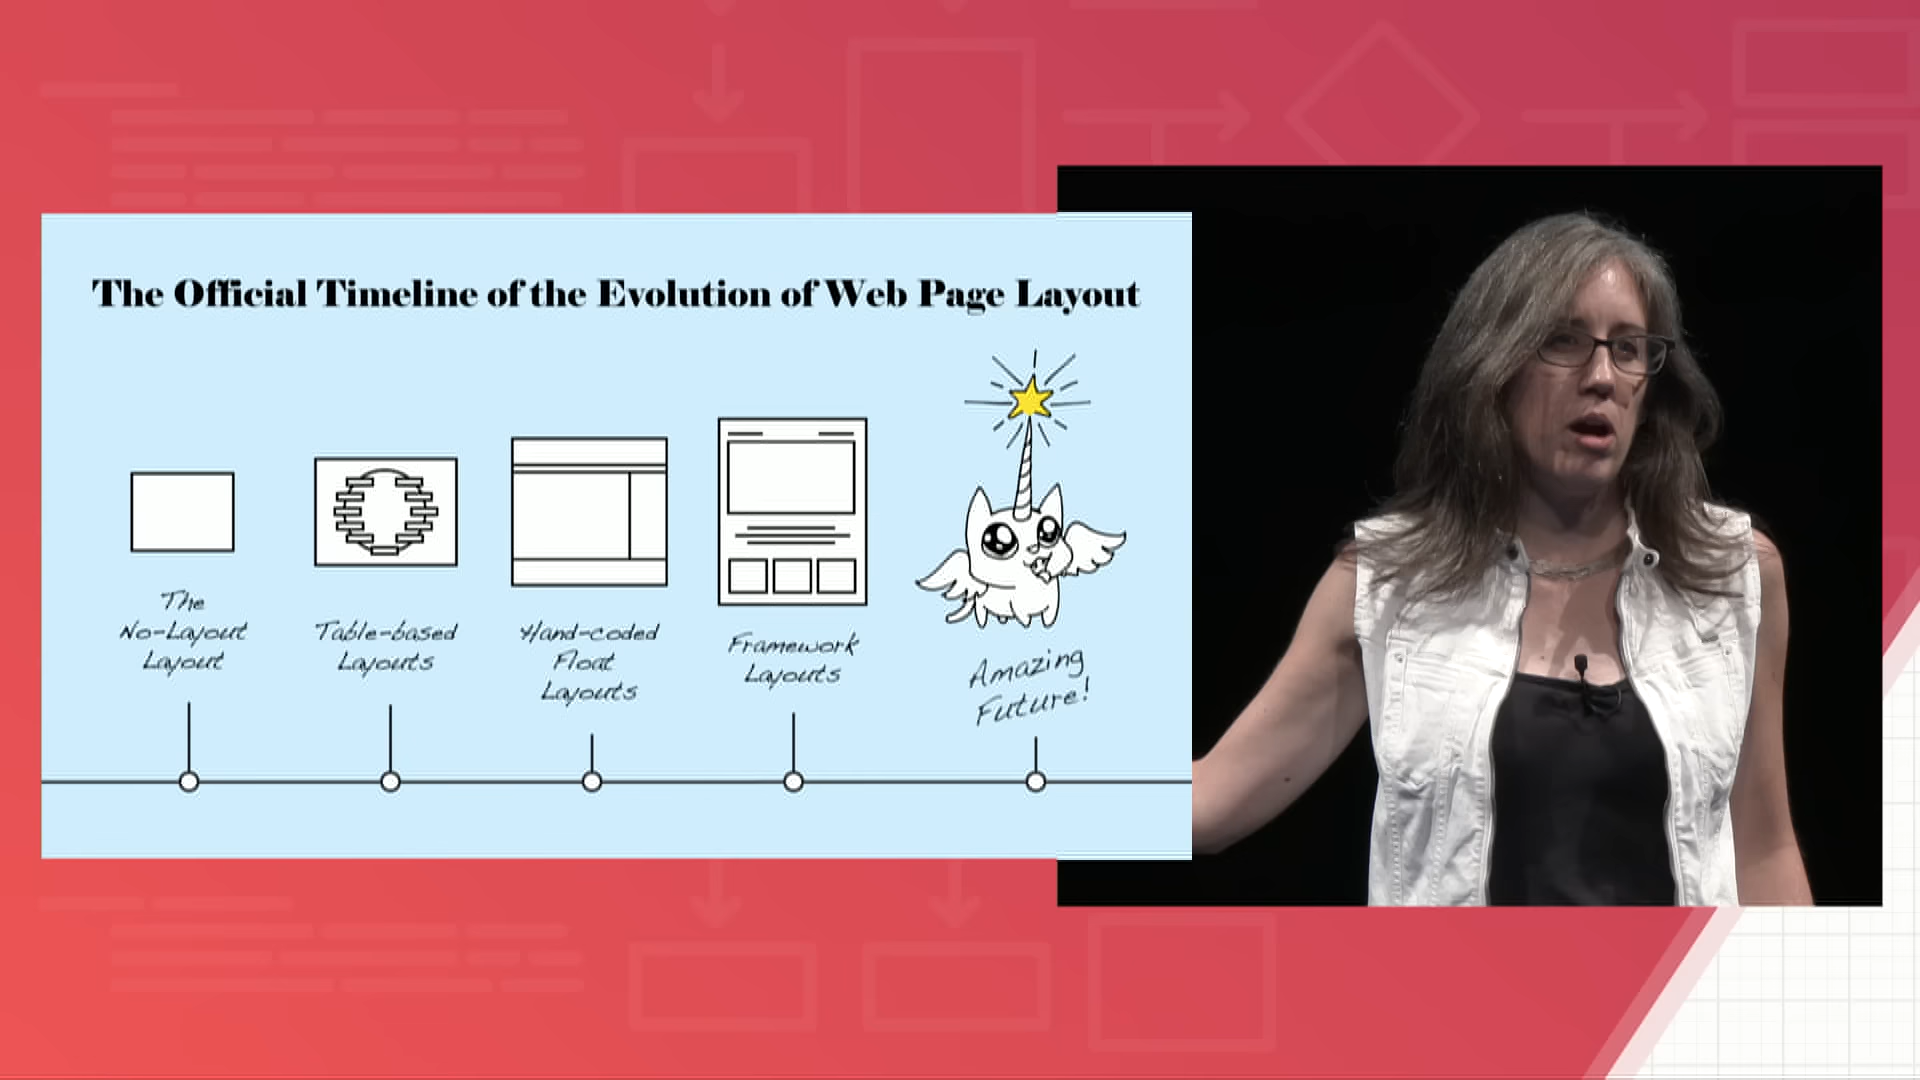 The Official Timeline of the Evolution of Web Page Layout
The
No-Layout
Layout
Table-based
Layouts
Hand-coded
Float
Layouts
Framework
Layouts
Amazing
Future!